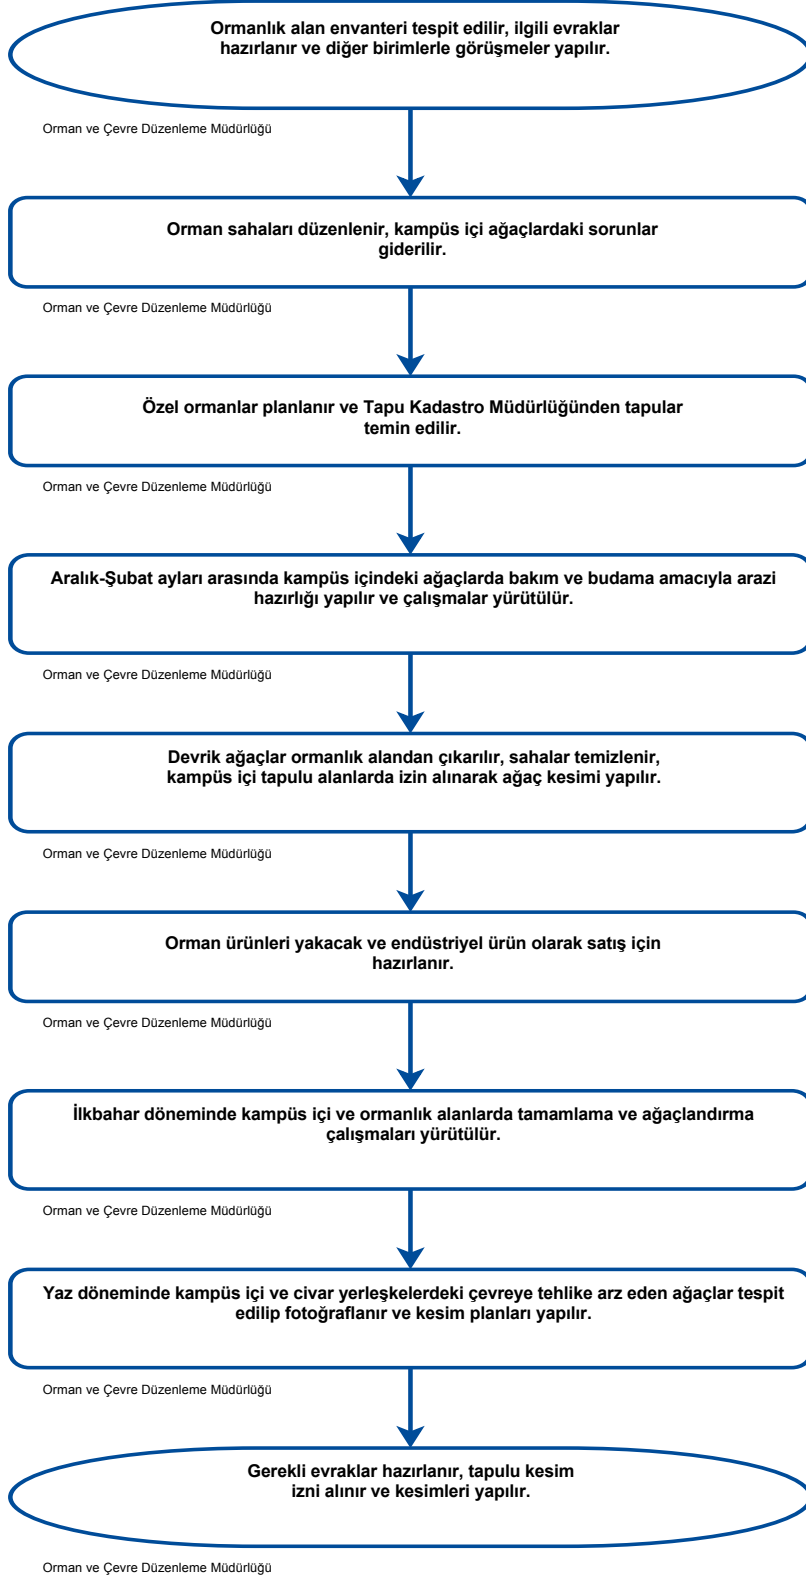 Ormanlık alan envanteri tespit edilir, ilgili evraklar
hazırlanır ve diğer birimlerle görüşmeler yapılır.
Orman ve Çevre Düzenleme Müdürlüğü
Orman sahaları düzenlenir, kampüs içi ağaçlardaki sorunlar
giderilir.
Orman ve Çevre Düzenleme Müdürlüğü
Özel ormanlar planlanır ve Tapu Kadastro Müdürlüğünden tapular
temin edilir.
Orman ve Çevre Düzenleme Müdürlüğü
Aralık-Şubat ayları arasında kampüs içindeki ağaçlarda bakım ve budama amacıyla arazi
hazırlığı yapılır ve çalışmalar yürütülür.
Orman ve Çevre Düzenleme Müdürlüğü
Devrik ağaçlar ormanlık alandan çıkarılır, sahalar temizlenir,
kampüs içi tapulu alanlarda izin alınarak ağaç kesimi yapılır.
Orman ve Çevre Düzenleme Müdürlüğü
Orman ürünleri yakacak ve endüstriyel ürün olarak satış için
hazırlanır.
Orman ve Çevre Düzenleme Müdürlüğü
İlkbahar döneminde kampüs içi ve ormanlık alanlarda tamamlama ve ağaçlandırma
çalışmaları yürütülür.
Orman ve Çevre Düzenleme Müdürlüğü
Yaz döneminde kampüs içi ve civar yerleşkelerdeki çevreye tehlike arz eden ağaçlar tespit
edilip fotoğraflanır ve kesim planları yapılır.
Orman ve Çevre Düzenleme Müdürlüğü
Gerekli evraklar hazırlanır, tapulu kesim
izni alınır ve kesimleri yapılır.
Orman ve Çevre Düzenleme Müdürlüğü